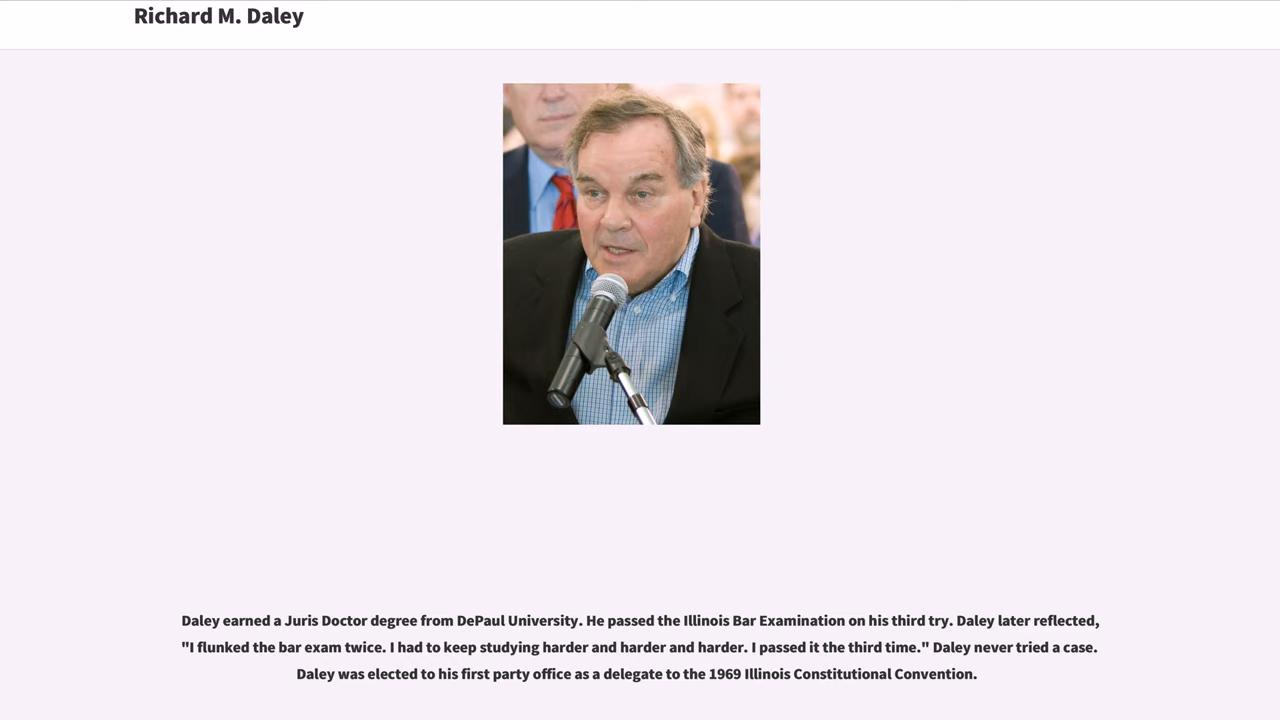 Richard M. Daley
Daley earned a Juris Doctor degree from DePaul University. He passed the Illinois Bar Examination on his third try. Daley later reflected,
"I flunked the bar exam twice. I had to keep studying harder and harder and harder. I passed it the third time." Daley never tried a case.
Daley was elected to his first party office as a delegate to the 1969 Illinois Constitutional Convention.